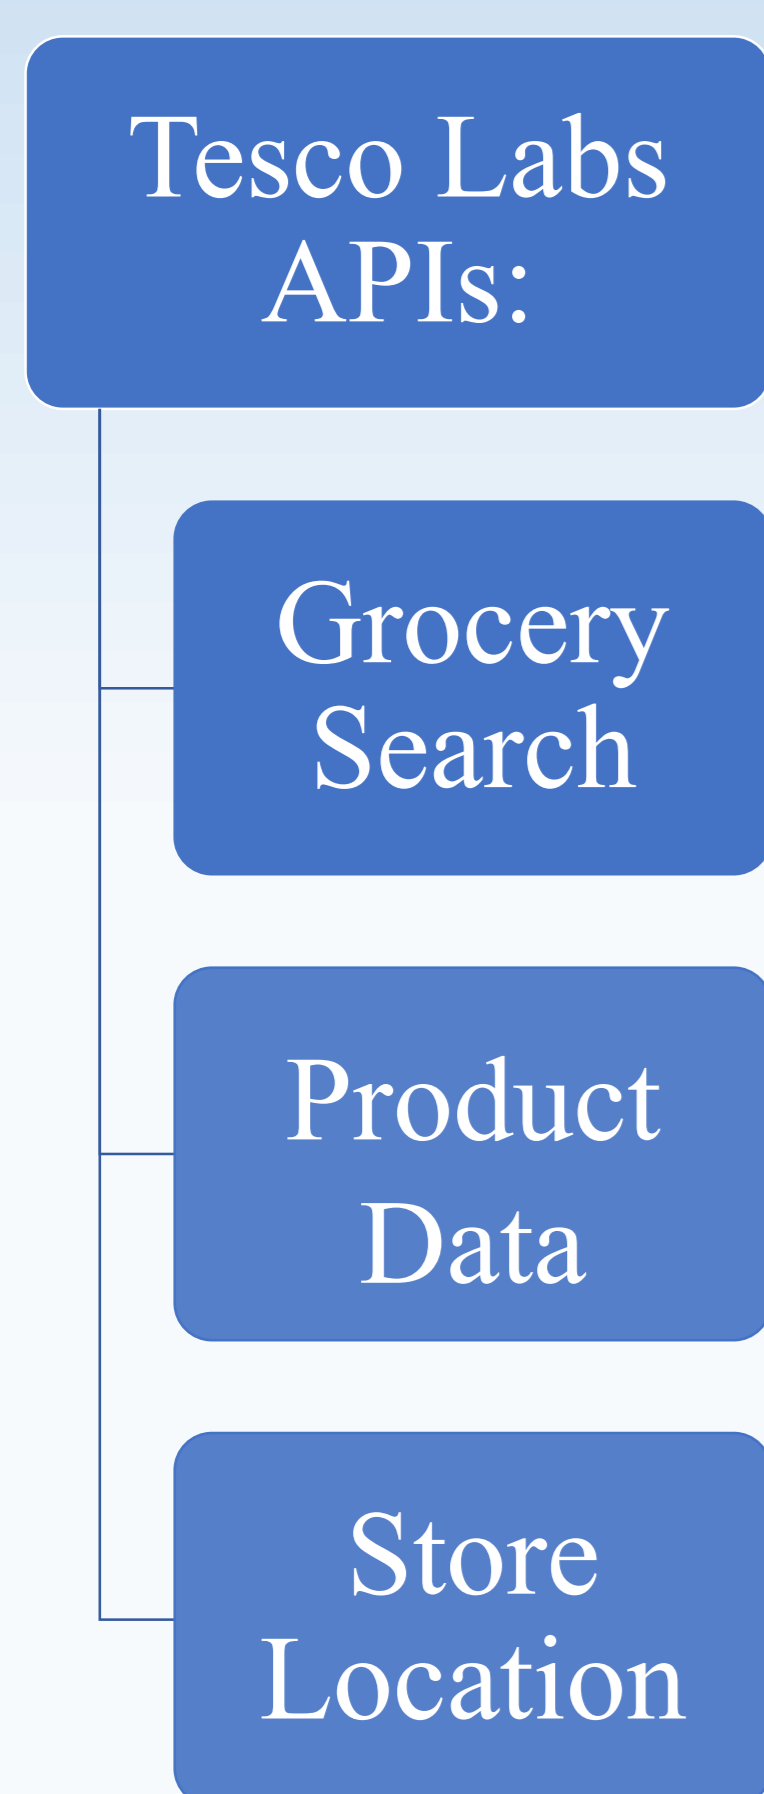 Tesco Labs
APIs:
Grocery
Search
Product
Data
Store
Location